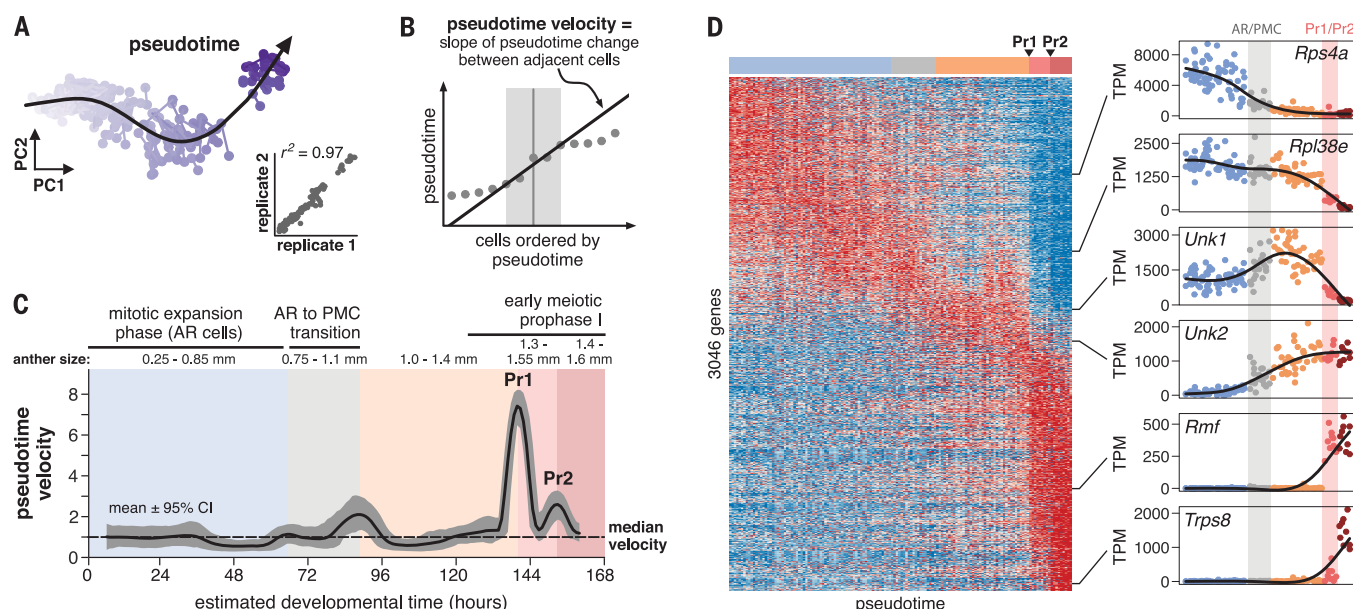 A
pseudotime
PC2
PC1
r² = 0.97
replicate 2
replicate 1
B
pseudotime velocity =
slope of pseudotime change
between adjacent cells
pseudotime
cells ordered by
pseudotime
C
mitotic expansion
phase (AR cells)
AR to PMC
transition
early meiotic
prophase I
anther size:
0.25 - 0.85 mm
0.75 - 1.1 mm
1.0 - 1.4 mm
1.3 -
1.55 mm
1.4 -
1.6 mm
pseudotime
velocity
8
6
4
2
0
Pr1
Pr2
mean ± 95% CI
median
velocity
0
24
48
72
96
120
144
168
estimated developmental time (hours)
D
Pr1
Pr2
3046 genes
pseudotime
AR/PMC
Pr1/Pr2
TPM
8000
4000
0
Rps4a
TPM
2500
1250
0
Rpl38e
TPM
3000
1500
0
Unk1
TPM
2000
1000
0
Unk2
TPM
500
250
0
Rmf
TPM
2000
1000
0
Trps8